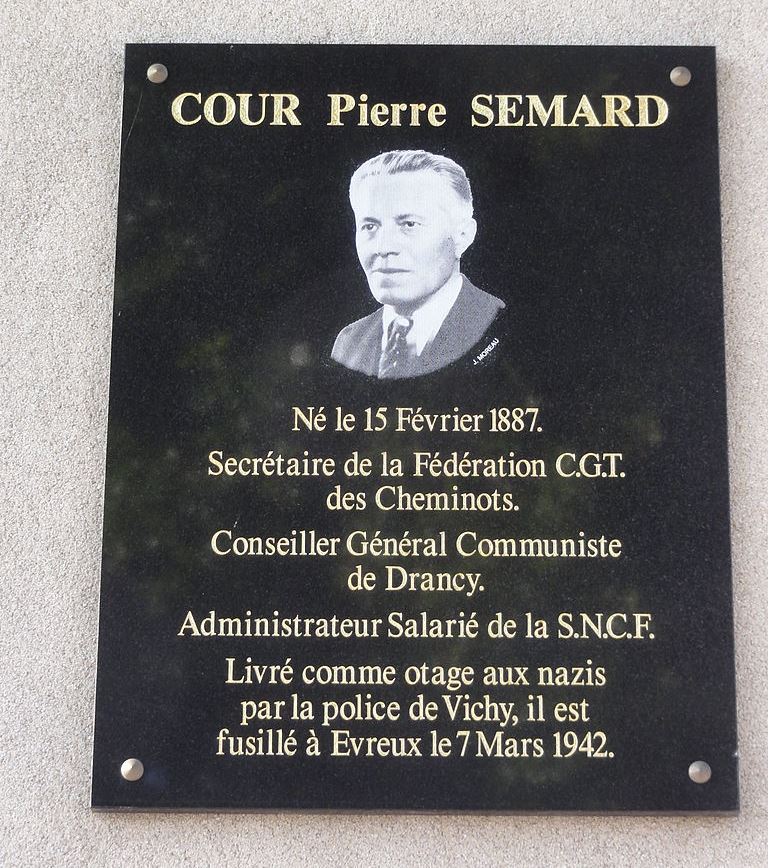 COUR Pierre SEMARD
J. MOREAU
Né le 15 Février 1887.
Secrétaire de la Fédération C.G.T.
des Cheminots.
Conseiller Général Communiste
de Drancy.
Administrateur Salarié de la S.N.C.F.
Livré comme otage aux nazis
par la police de Vichy, il est
fusillé à Evreux le 7 Mars 1942.